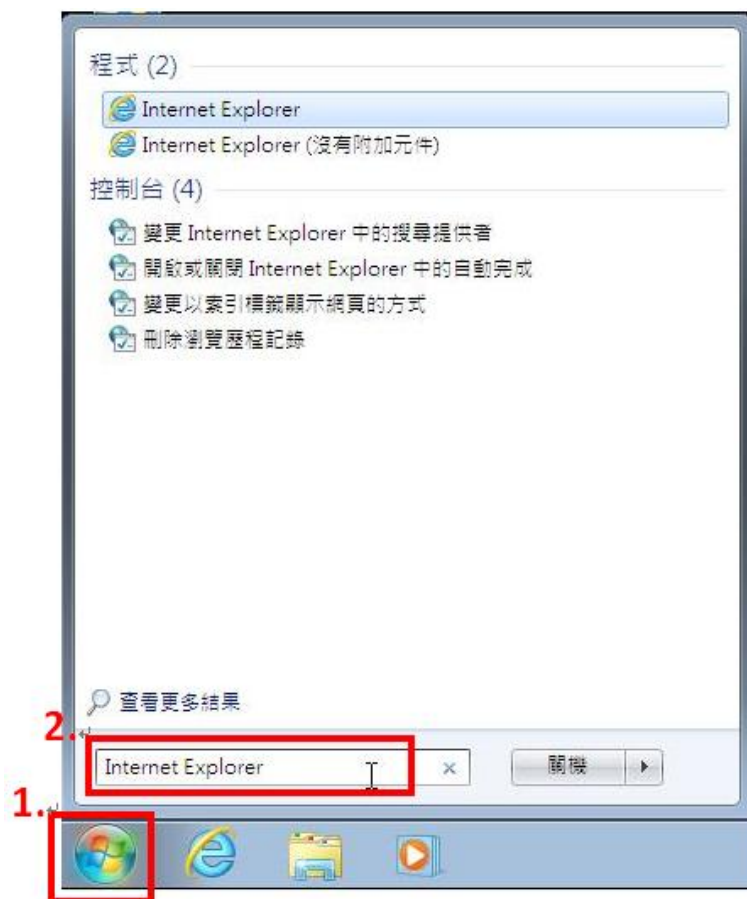 程式 (2)
Internet Explorer
Internet Explorer (沒有附加元件)
控制台 (4)
變更 Internet Explorer 中的搜尋提供者
開啟或關閉 Internet Explorer 中的自動完成
變更以索引標籤顯示網頁的方式
刪除瀏覽歷程記錄
查看更多結果
2.
Internet Explorer
關機
1.